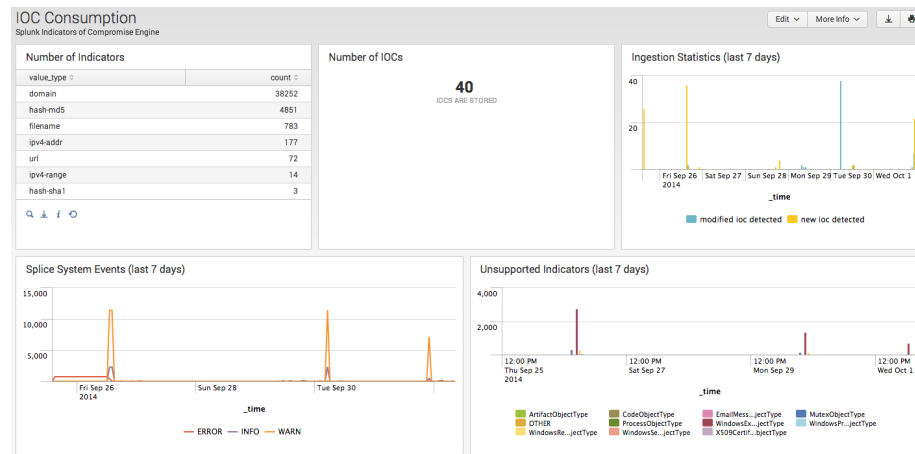 IOC Consumption
Splunk Indicators of Compromise Engine
Edit
More Info
Number of Indicators
value_type count
domain 38252
hash-md5 4851
filename 783
ipv4-addr 177
url 72
ipv4-range 14
hash-sha1 3
Number of IOCs
40
IOCS ARE STORED
Ingestion Statistics (last 7 days)
40
20
Fri Sep 26 Sat Sep 27 Sun Sep 28 Mon Sep 29 Tue Sep 30 Wed Oct 1
2014
_time
modified ioc detected new ioc detected
Splice System Events (last 7 days)
15,000
10,000
5,000
Fri Sep 26 Sun Sep 28 Tue Sep 30
2014
_time
ERROR INFO WARN
Unsupported Indicators (last 7 days)
4,000
2,000
12:00 PM 12:00 PM 12:00 PM 12:00 PM
Thu Sep 25 Sat Sep 27 Mon Sep 29 Wed Oct 1
2014
_time
ArtifactObjectType CodeObjectType EmailMess...jectType MutexObjectType
OTHER ProcessObjectType WindowsEx...jectType WindowsPr...jectType
WindowsRe...jectType WindowsSe...jectType X509Certif...bjectType